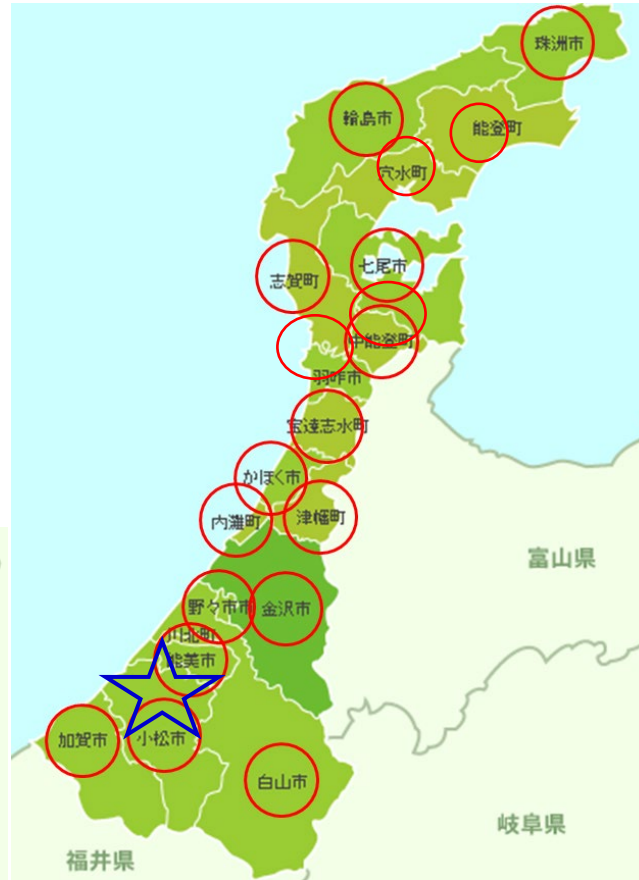 珠洲市
輪島市
能登町
穴水町
七尾市
志賀町
中能登町
羽咋市
宝達志水町
かほく市
内灘町
津幡町
富山県
野々市市
金沢市
川北町
能美市
加賀市
小松市
白山市
岐阜県
福井県